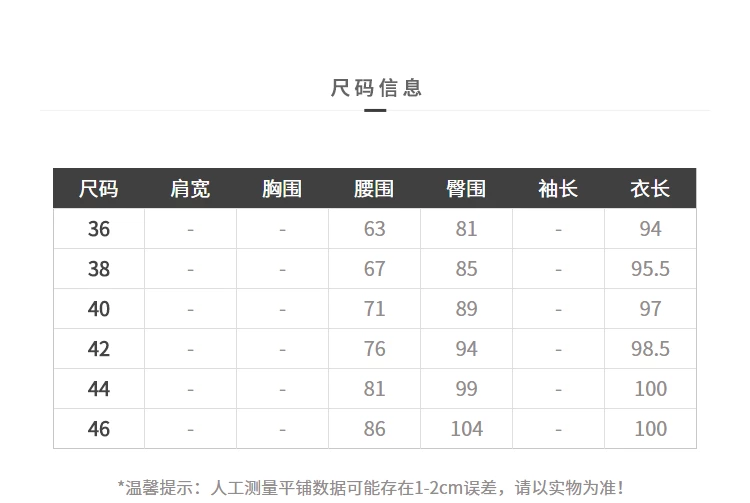 尺码信息
尺码 肩宽 胸围 腰围 臀围 袖长 衣长
36 - - 63 81 - 94
38 - - 67 85 - 95.5
40 - - 71 89 - 97
42 - - 76 94 - 98.5
44 - - 81 99 - 100
46 - - 86 104 - 100
*温馨提示：人工测量平铺数据可能存在1-2cm误差，请以实物为准！